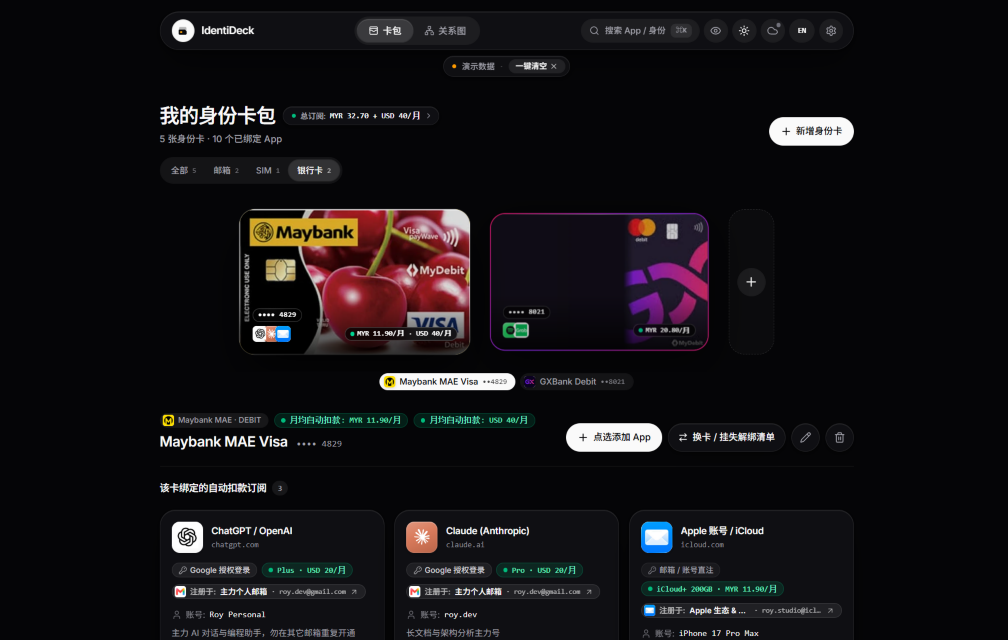 IdentiDeck
卡包
关系图
搜索 App / 身份 ⌘K
EN
演示数据 · 一键清空 ×
我的身份卡包
总订阅: MYR 32.70 + USD 40/月 >
5 张身份卡 · 10 个已绑定 App
+ 新增身份卡
全部 5 邮箱 2 SIM 1 银行卡 2
Maybank
Visa
payWave
ELECTRONIC USE ONLY
MyDebit
•••• 4829
MYR 11.90/月 · USD 40/月
VISA
Debit
debit
•••• 8021
MYR 20.80/月
MyDebit
+
Maybank MAE Visa ••4829
GX GXBank Debit ••8021
Maybank MAE · DEBIT
月均自动扣款: MYR 11.90/月
月均自动扣款: USD 40/月
Maybank MAE Visa •••• 4829
+ 点选添加 App
换卡 / 挂失解绑清单
该卡绑定的自动扣款订阅 3
ChatGPT / OpenAI
chatgpt.com
Google 授权登录
Plus · USD 20/月
注册于: 主力个人邮箱 · roy.dev@gmail.com ↗
账号: Roy Personal
主力 AI 对话与编程助手，勿在其它邮箱重复开通
Claude (Anthropic)
claude.ai
Google 授权登录
Pro · USD 20/月
注册于: 主力个人邮箱 · roy.dev@gmail.com ↗
账号: roy.dev
长文档与架构分析主力号
Apple 账号 / iCloud
icloud.com
邮箱 / 账号直注
iCloud+ 200GB · MYR 11.90/月
注册于: Apple 生态 & ... · roy.studio@icl… ↗
账号: iPhone 17 Pro Max